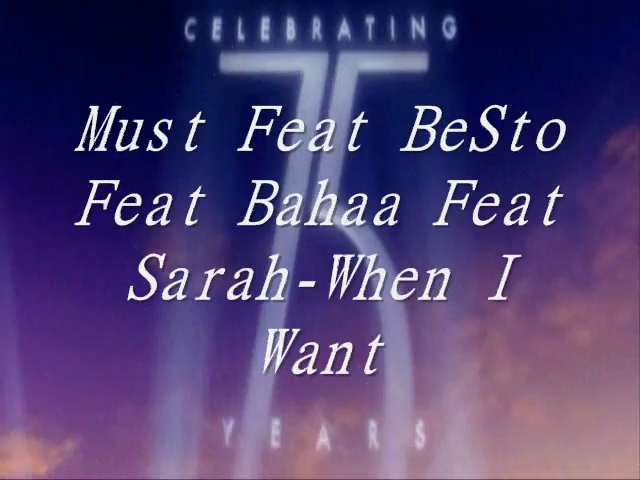 CELEBRATING
75
Must Feat BeSto
Feat Bahaa Feat
Sarah-When I
Want
YEARS